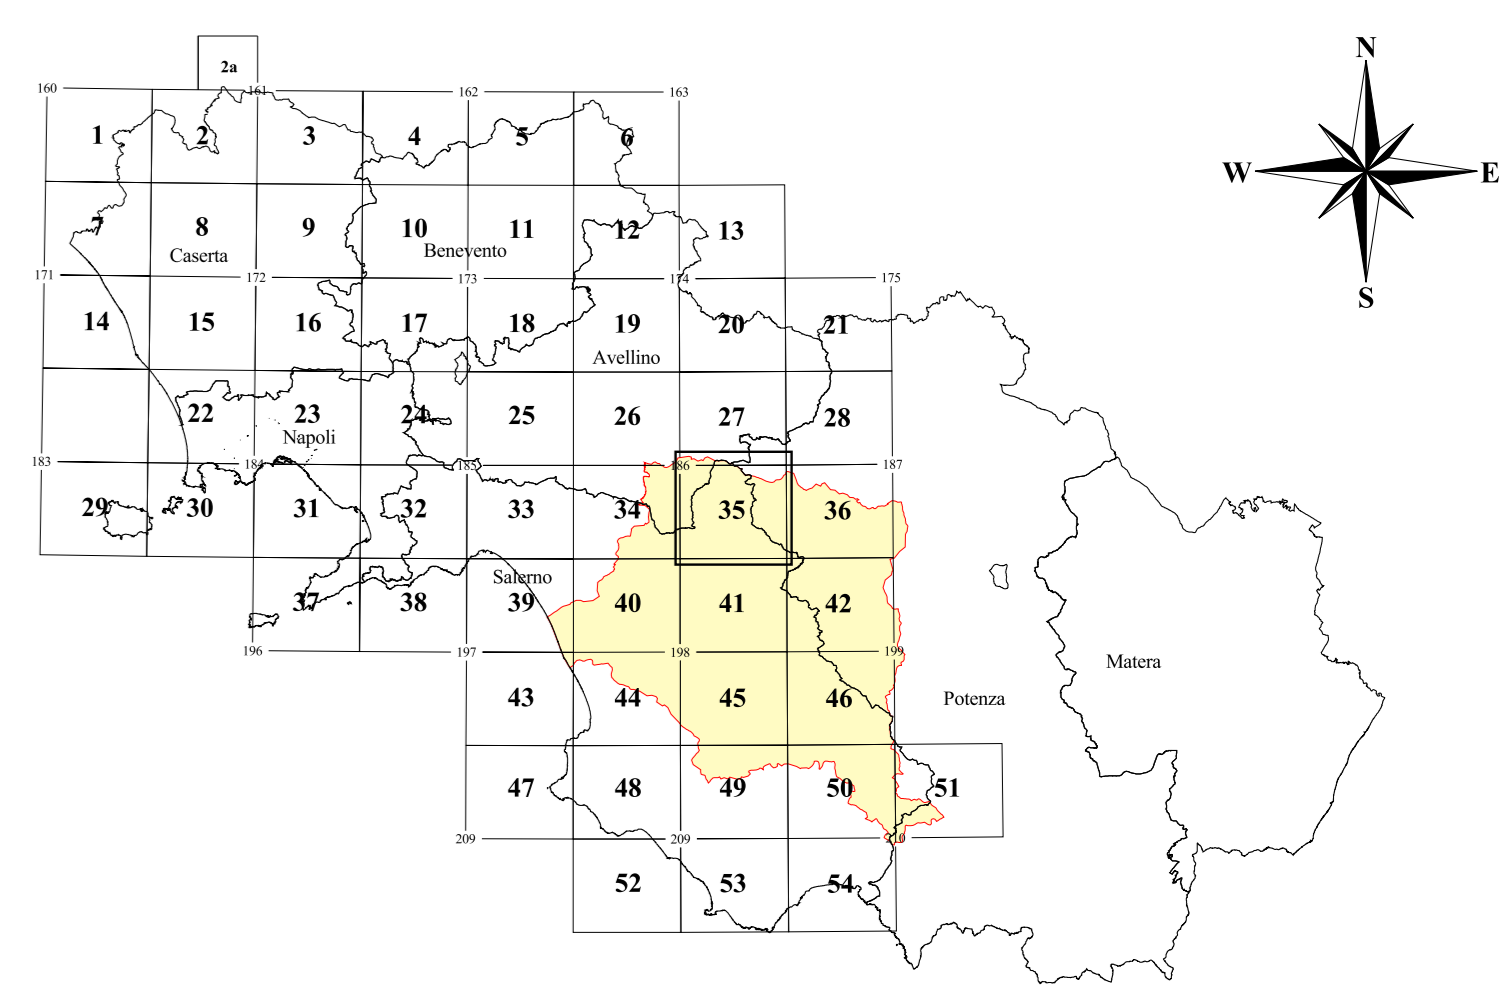 N
2a
160 161 162 163
1 2 3 4 5 6
W E
7 8 9 10 11 12 13
Caserta Benevento
171 172 173 174 175
S
14 15 16 17 18 19 20 21
Avellino
22 23 24 25 26 27 28
Napoli
183 184 185 186 187
29 30 31 32 33 34 35 36
Salerno
37 38 39 40 41 42
196 197 198 199
Matera
43 44 45 46 Potenza
47 48 49 50 51
209 209 210
52 53 54